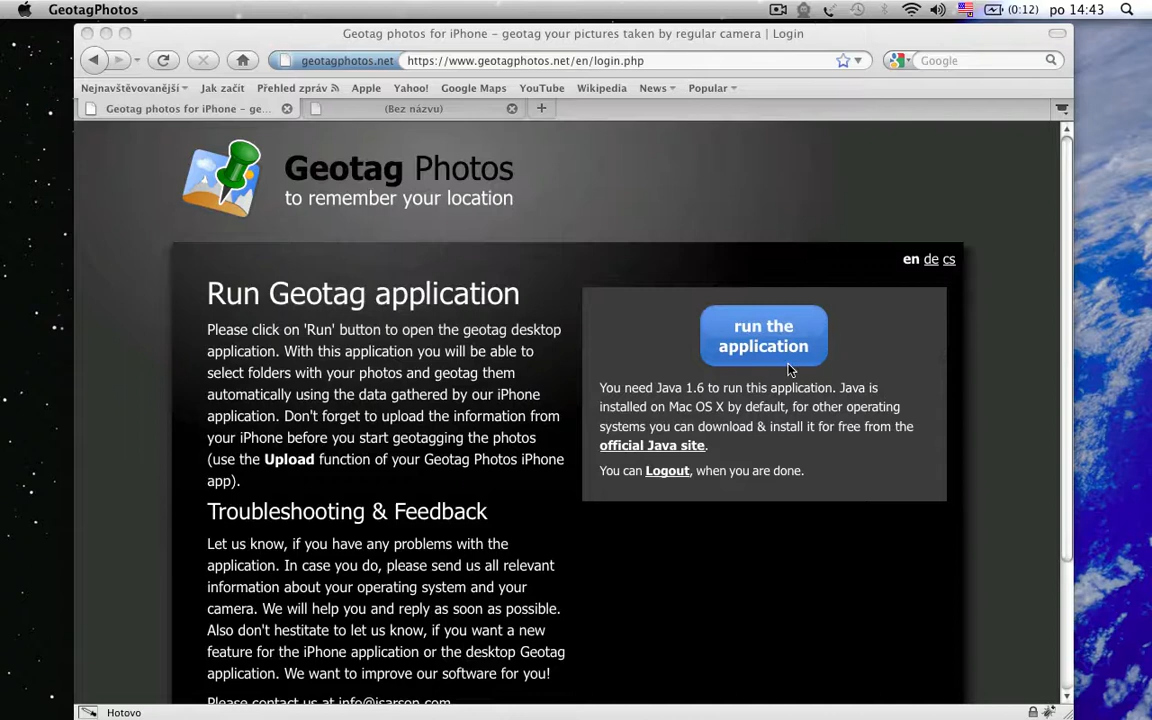 GeotagPhotos (0:12) po 14:43
Geotag photos for iPhone – geotag your pictures taken by regular camera | Login
geotagphotos.net https://www.geotagphotos.net/en/login.php Google
Nejnavštěvovanější Jak začít Přehled zpráv Apple Yahoo! Google Maps YouTube Wikipedia News Popular
Geotag photos for iPhone – ge... (Bez názvu)
Geotag Photos
to remember your location
en de cs
Run Geotag application
Please click on 'Run' button to open the geotag desktop
application. With this application you will be able to
select folders with your photos and geotag them
automatically using the data gathered by our iPhone
application. Don't forget to upload the information from
your iPhone before you start geotagging the photos
(use the Upload function of your Geotag Photos iPhone
app).
Troubleshooting & Feedback
Let us know, if you have any problems with the
application. In case you do, please send us all relevant
information about your operating system and your
camera. We will help you and reply as soon as possible.
Also don't hestitate to let us know, if you want a new
feature for the iPhone application or the desktop Geotag
application. We want to improve our software for you!
Please contact us at info@isarson.com
run the
application
You need Java 1.6 to run this application. Java is
installed on Mac OS X by default, for other operating
systems you can download & install it for free from the
official Java site.
You can Logout, when you are done.
Hotovo